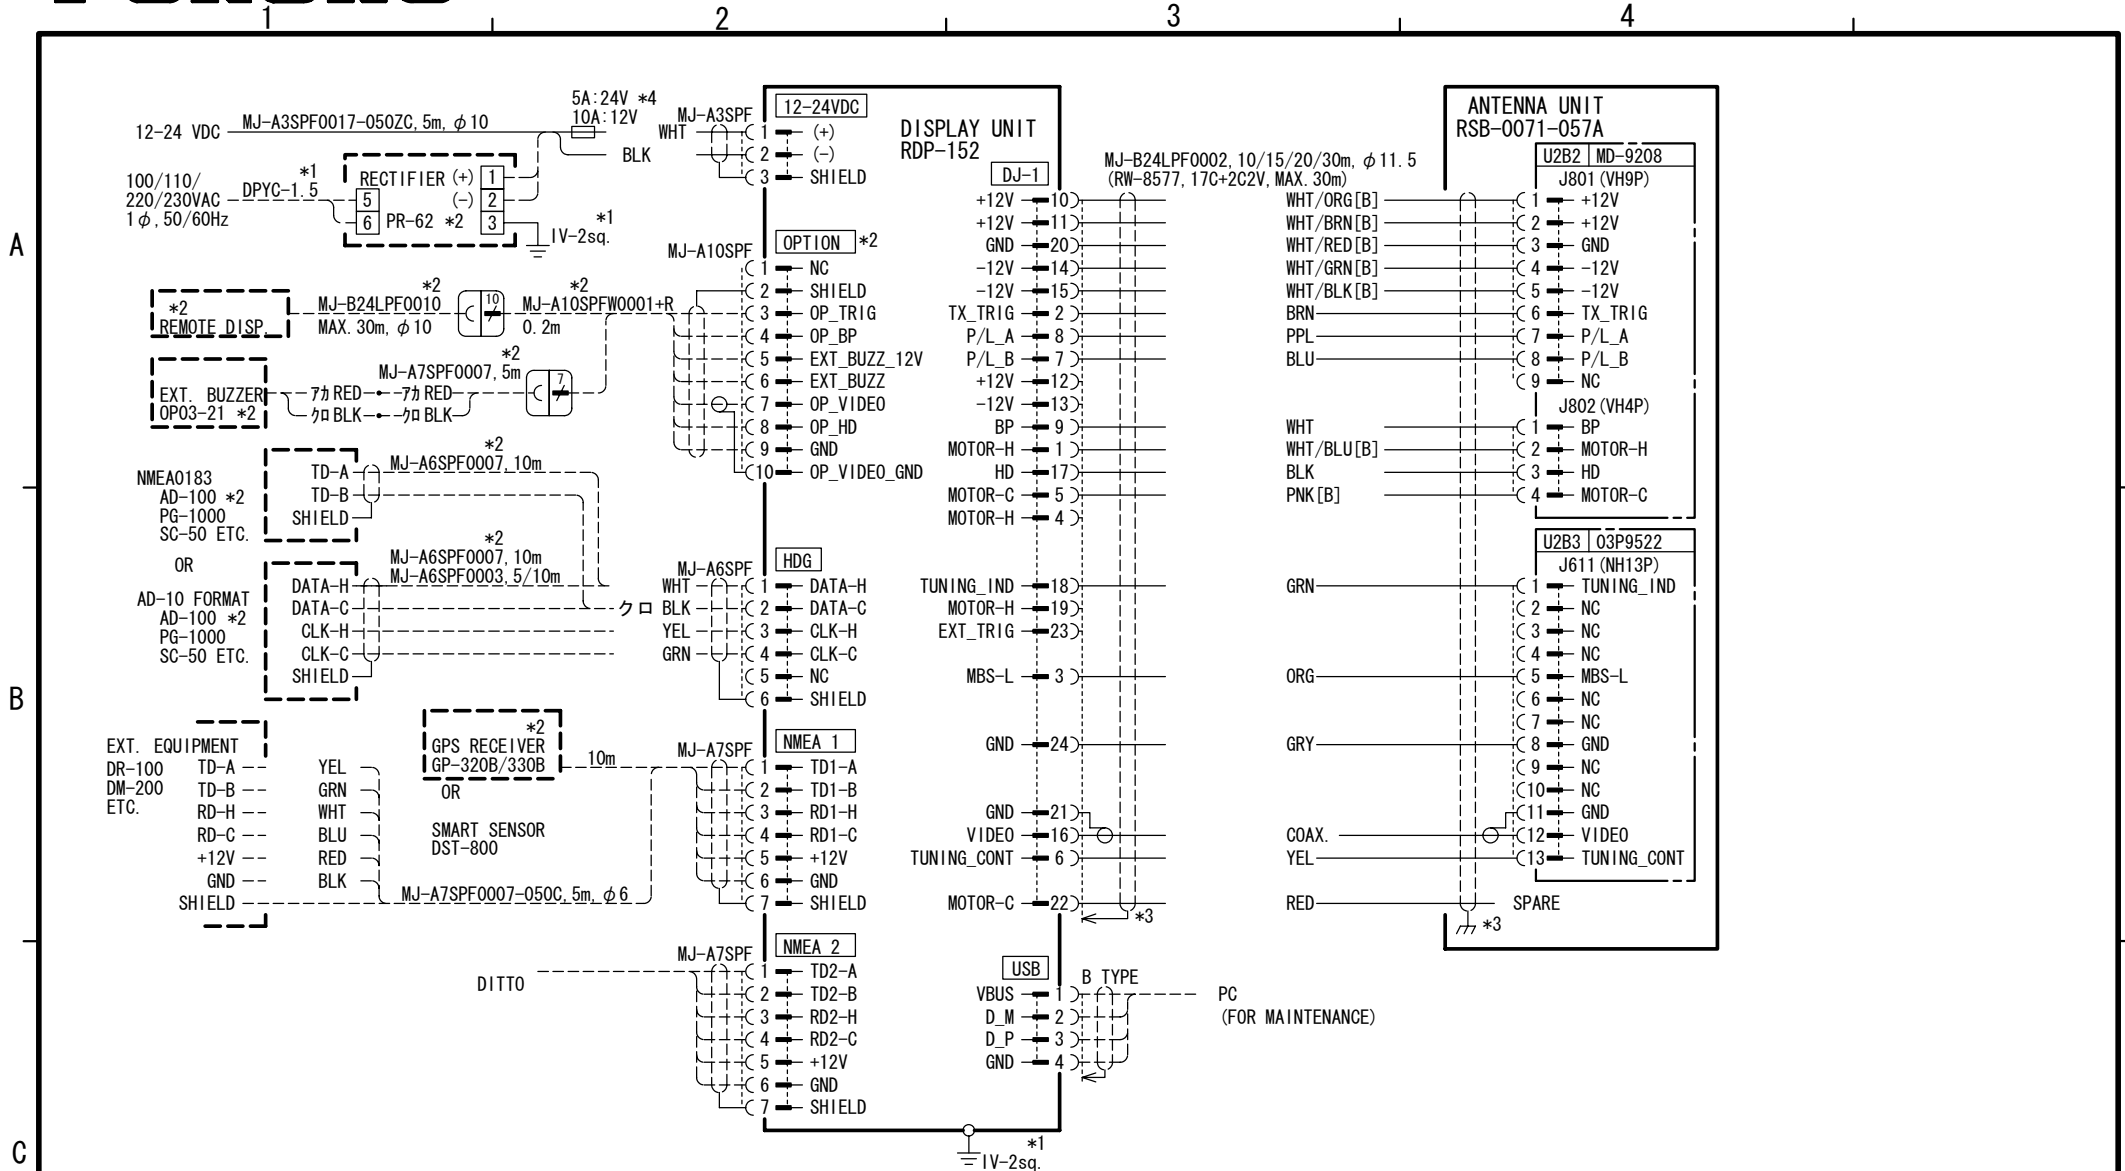 1 2 3 4
A
B
C
12-24 VDC
MJ-A3SPF0017-050ZC, 5m, φ10
5A:24V *4
10A:12V
WHT
BLK
MJ-A3SPF
100/110/
220/230VAC
1φ, 50/60Hz
*1
DPYC-1.5
RECTIFIER (+) 1
5 (-) 2
6 PR-62 *2 3
*1
IV-2sq.
*2
REMOTE DISP.
*2
MJ-B24LPF0010
MAX. 30m, φ10
10
*2
MJ-A10SPFW0001+R
0.2m
EXT. BUZZER
OP03-21 *2
アカ RED アカ RED
クロ BLK クロ BLK
*2
MJ-A7SPF0007, 5m
7
NMEA0183
AD-100 *2
PG-1000
SC-50 ETC.
TD-A
TD-B
SHIELD
*2
MJ-A6SPF0007, 10m
OR
AD-10 FORMAT
AD-100 *2
PG-1000
SC-50 ETC.
DATA-H
DATA-C
CLK-H
CLK-C
SHIELD
*2
MJ-A6SPF0007, 10m
MJ-A6SPF0003, 5/10m
WHT
クロ BLK
YEL
GRN
MJ-A6SPF
EXT. EQUIPMENT
DR-100
DM-200
ETC.
TD-A YEL
TD-B GRN
RD-H WHT
RD-C BLU
+12V RED
GND BLK
SHIELD
MJ-A7SPF0007-050C, 5m, φ6
*2
GPS RECEIVER
GP-320B/330B
10m
OR
SMART SENSOR
DST-800
MJ-A7SPF
DITTO
MJ-A7SPF
DISPLAY UNIT
RDP-152
12-24VDC
1 (+)
2 (-)
3 SHIELD
MJ-A10SPF
OPTION *2
1 NC
2 SHIELD
3 OP_TRIG
4 OP_BP
5 EXT_BUZZ_12V
6 EXT_BUZZ
7 OP_VIDEO
8 OP_HD
9 GND
10 OP_VIDEO_GND
HDG
1 DATA-H
2 DATA-C
3 CLK-H
4 CLK-C
5 NC
6 SHIELD
NMEA 1
1 TD1-A
2 TD1-B
3 RD1-H
4 RD1-C
5 +12V
6 GND
7 SHIELD
NMEA 2
1 TD2-A
2 TD2-B
3 RD2-H
4 RD2-C
5 +12V
6 GND
7 SHIELD
*1
IV-2sq.
DJ-1
+12V 10
+12V 11
GND 20
-12V 14
-12V 15
TX_TRIG 2
P/L_A 8
P/L_B 7
+12V 12
-12V 13
BP 9
MOTOR-H 1
HD 17
MOTOR-C 5
MOTOR-H 4
TUNING_IND 18
MOTOR-H 19
EXT_TRIG 23
MBS-L 3
GND 24
GND 21
VIDEO 16
TUNING_CONT 6
MOTOR-C 22
*3
USB
B TYPE
VBUS 1
D_M 2
D_P 3
GND 4
PC
(FOR MAINTENANCE)
MJ-B24LPF0002, 10/15/20/30m, φ11.5
(RW-8577, 17C+2C2V, MAX. 30m)
WHT/ORG[B]
WHT/BRN[B]
WHT/RED[B]
WHT/GRN[B]
WHT/BLK[B]
BRN
PPL
BLU
WHT
WHT/BLU[B]
BLK
PNK[B]
GRN
ORG
GRY
COAX.
YEL
RED
SPARE
*3
ANTENNA UNIT
RSB-0071-057A
U2B2 MD-9208
J801(VH9P)
1 +12V
2 +12V
3 GND
4 -12V
5 -12V
6 TX_TRIG
7 P/L_A
8 P/L_B
9 NC
J802(VH4P)
1 BP
2 MOTOR-H
3 HD
4 MOTOR-C
U2B3 03P9522
J611(NH13P)
1 TUNING_IND
2 NC
3 NC
4 NC
5 MBS-L
6 NC
7 NC
8 GND
9 NC
10 NC
11 GND
12 VIDEO
13 TUNING_CONT